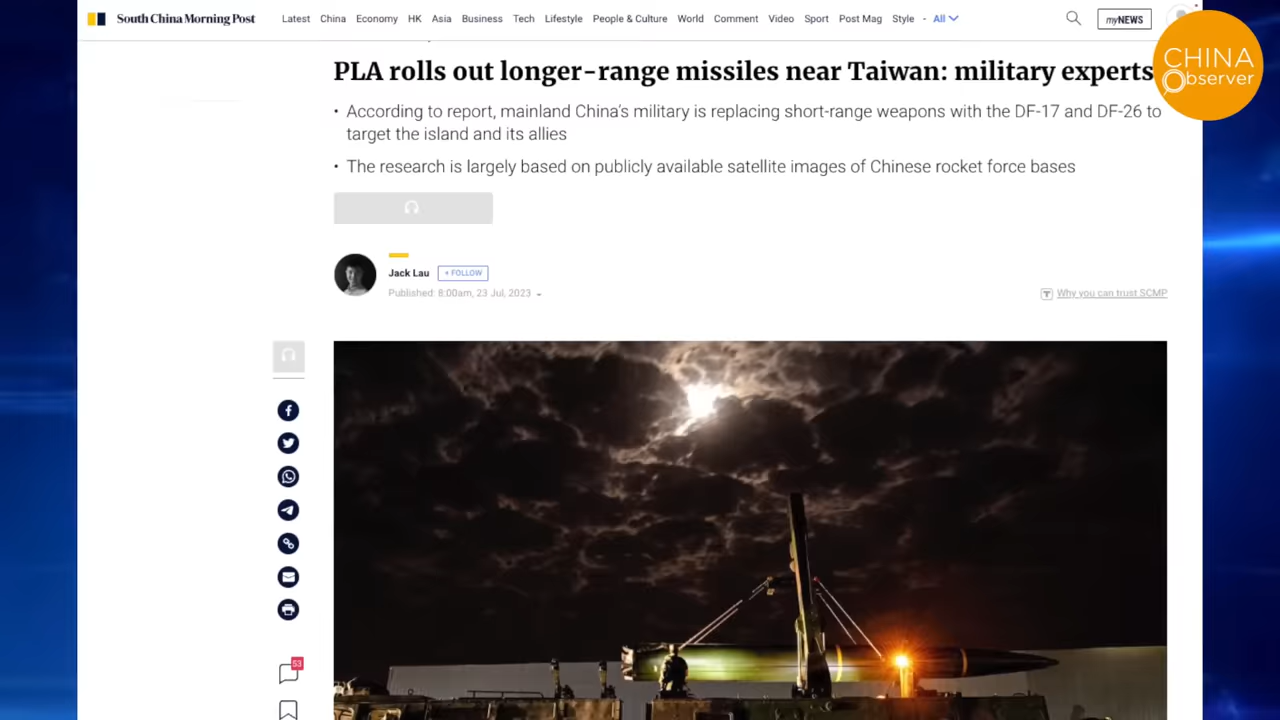 South China Morning Post
Latest China Economy HK Asia Business Tech Lifestyle People & Culture World Comment Video Sport Post Mag Style - All
myNEWS
CHINA
Observer
PLA rolls out longer-range missiles near Taiwan: military experts
• According to report, mainland China's military is replacing short-range weapons with the DF-17 and DF-26 to
target the island and its allies
• The research is largely based on publicly available satellite images of Chinese rocket force bases
Jack Lau
+ FOLLOW
Published: 8:00am, 23 Jul, 2023
Why you can trust SCMP
53